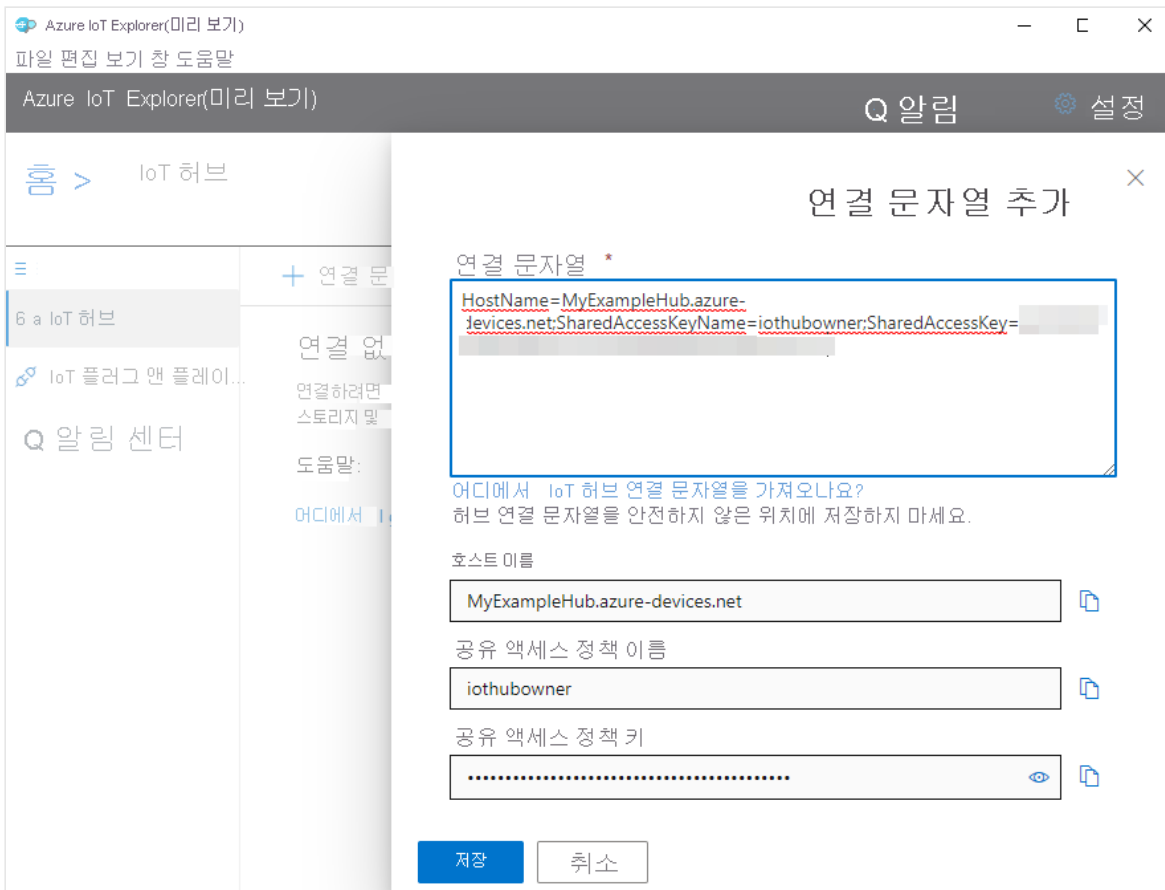 Azure IoT Explorer(미리 보기)
파일 편집 보기 창 도움말
Azure IoT Explorer(미리 보기)
Q 알림
설정
홈 >
IoT 허브
6 a IoT 허브
IoT 플러그 앤 플레이...
Q 알림 센터
+ 연결 문
연결 없
연결하려면
스토리지 및
도움말:
어디에서 I
연결 문자열 추가
연결 문자열 *
HostName=MyExampleHub.azure-
devices.net;SharedAccessKeyName=iothubowner;SharedAccessKey=
어디에서 IoT 허브 연결 문자열을 가져오나요?
허브 연결 문자열을 안전하지 않은 위치에 저장하지 마세요.
호스트 이름
MyExampleHub.azure-devices.net
공유 액세스 정책 이름
iothubowner
공유 액세스 정책 키
저장
취소